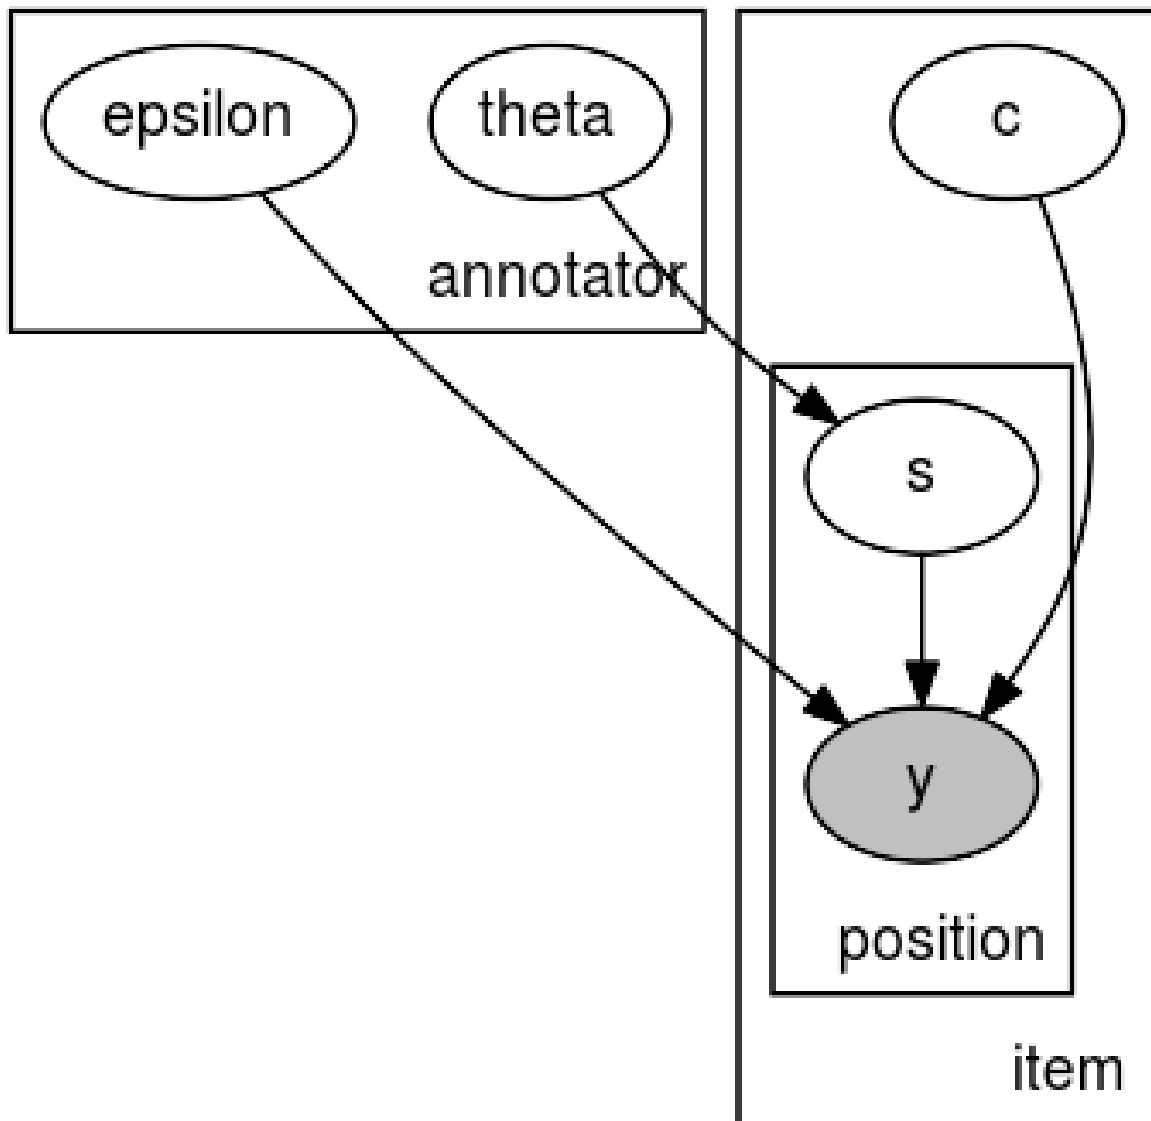 epsilon theta c
annotator
s
y
position
item